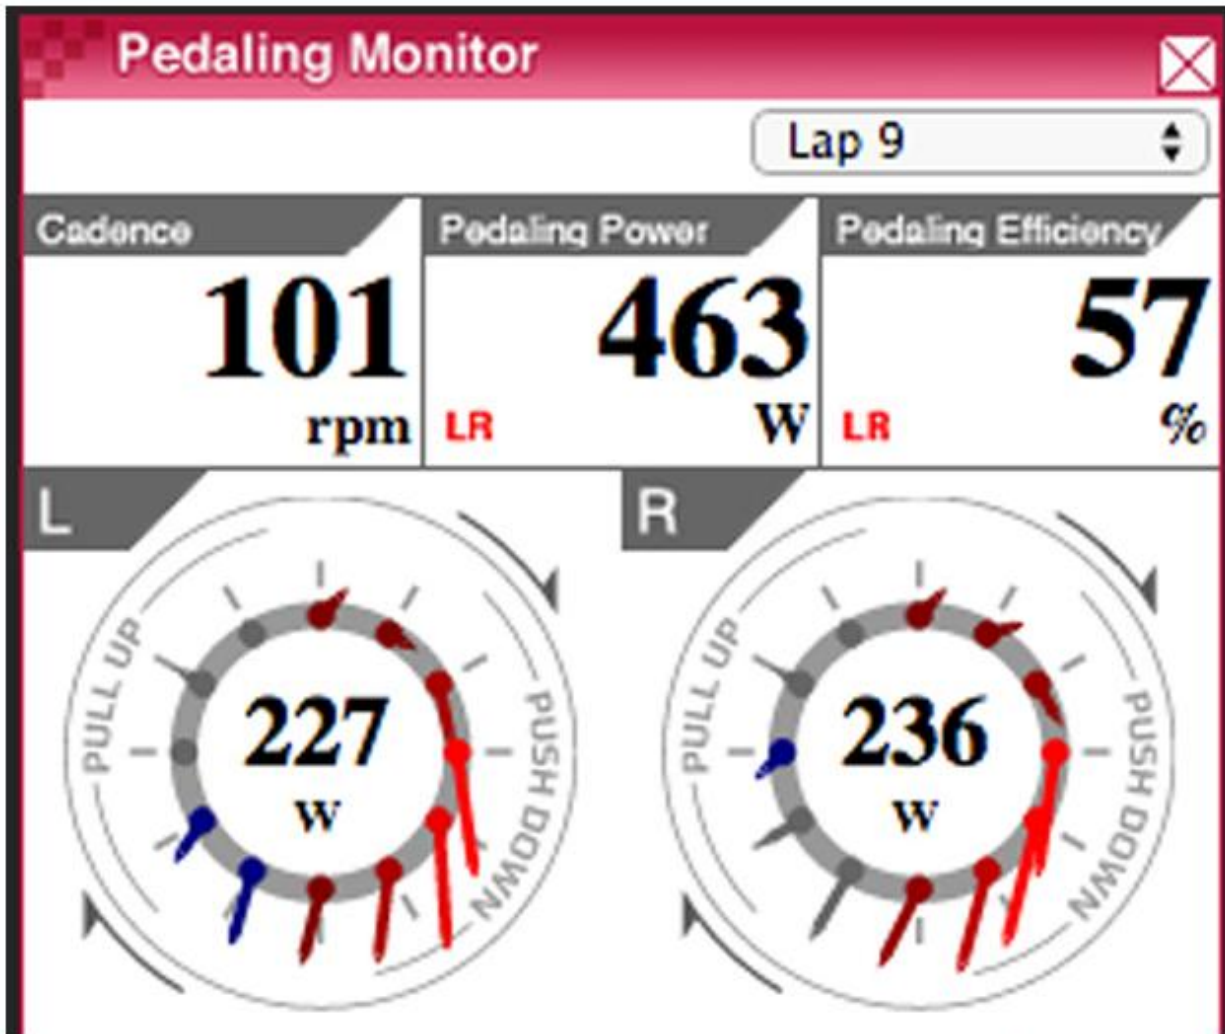 Pedaling Monitor
Lap 9
Cadence
101
rpm
Pedaling Power
463
LR W
Pedaling Efficiency
57
LR %
L
PULL UP
227
W
PUSH DOWN
R
PULL UP
236
W
PUSH DOWN